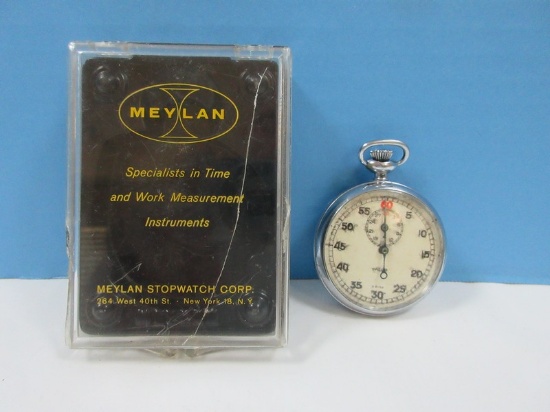 MEYLAN
Specialists in Time
and Work Measurement
Instruments
MEYLAN STOPWATCH CORP.
264 West 40th St. - New York 18, N.Y.
60
5
10
15
20
25
30
35
40
45
50
55